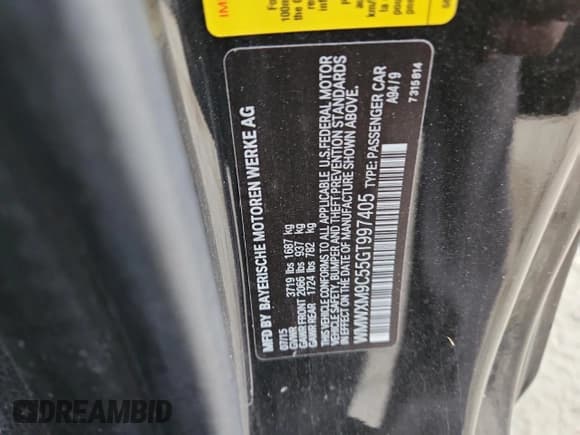 MFD BY BAYERISCHE MOTOREN WERKE AG
07/15
GVWR 3719 lbs 1687 kg
GAWR FRONT 2066 lbs 937 kg
GAWR REAR 1724 lbs 782 kg
THIS VEHICLE CONFORMS TO ALL APPLICABLE U.S. FEDERAL MOTOR
VEHICLE SAFETY, BUMPER AND THEFT PREVENTION STANDARDS
IN EFFECT ON THE DATE OF MANUFACTURE SHOWN ABOVE.
WMWXM9C55GT997405 TYPE: PASSENGER CAR
A94/9
7 315 814
DREAMBID